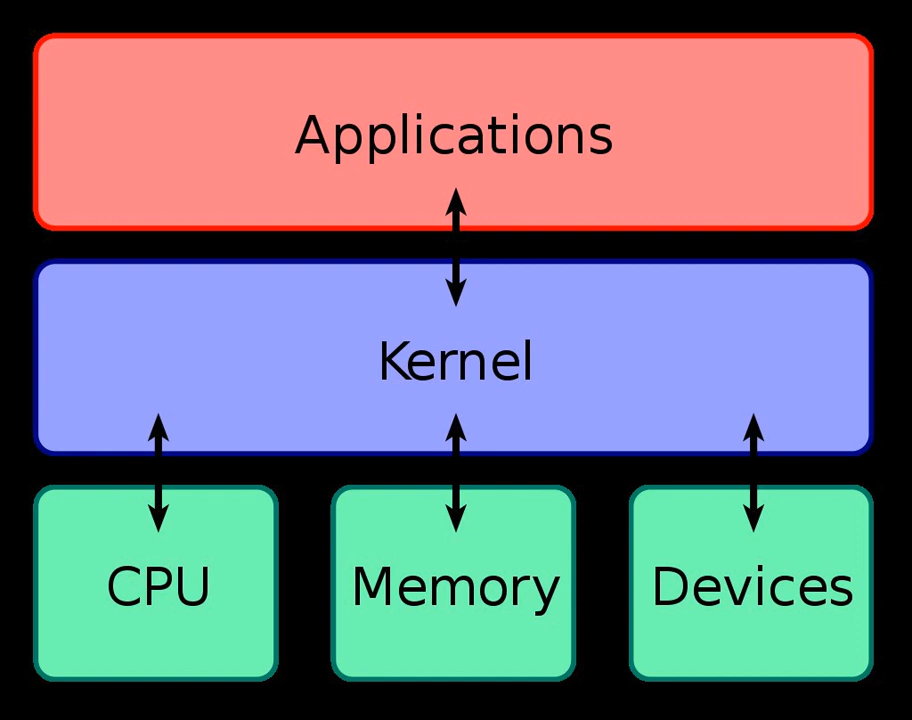 Applications
Kernel
CPU
Memory
Devices